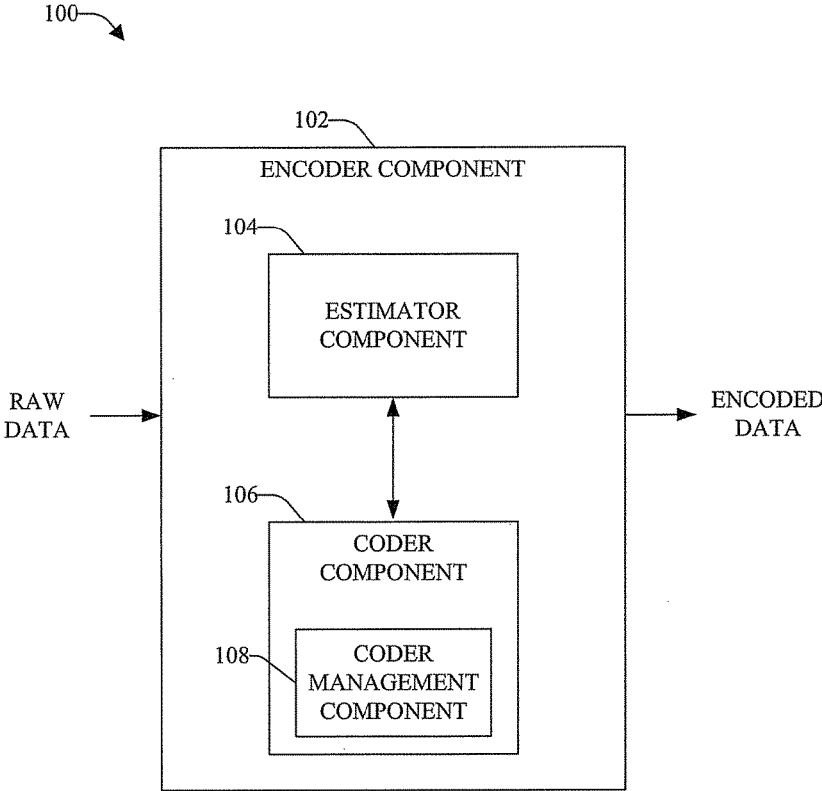 100
102
ENCODER COMPONENT
104
ESTIMATOR
COMPONENT
RAW
DATA
ENCODED
DATA
106
CODER
COMPONENT
108
CODER
MANAGEMENT
COMPONENT